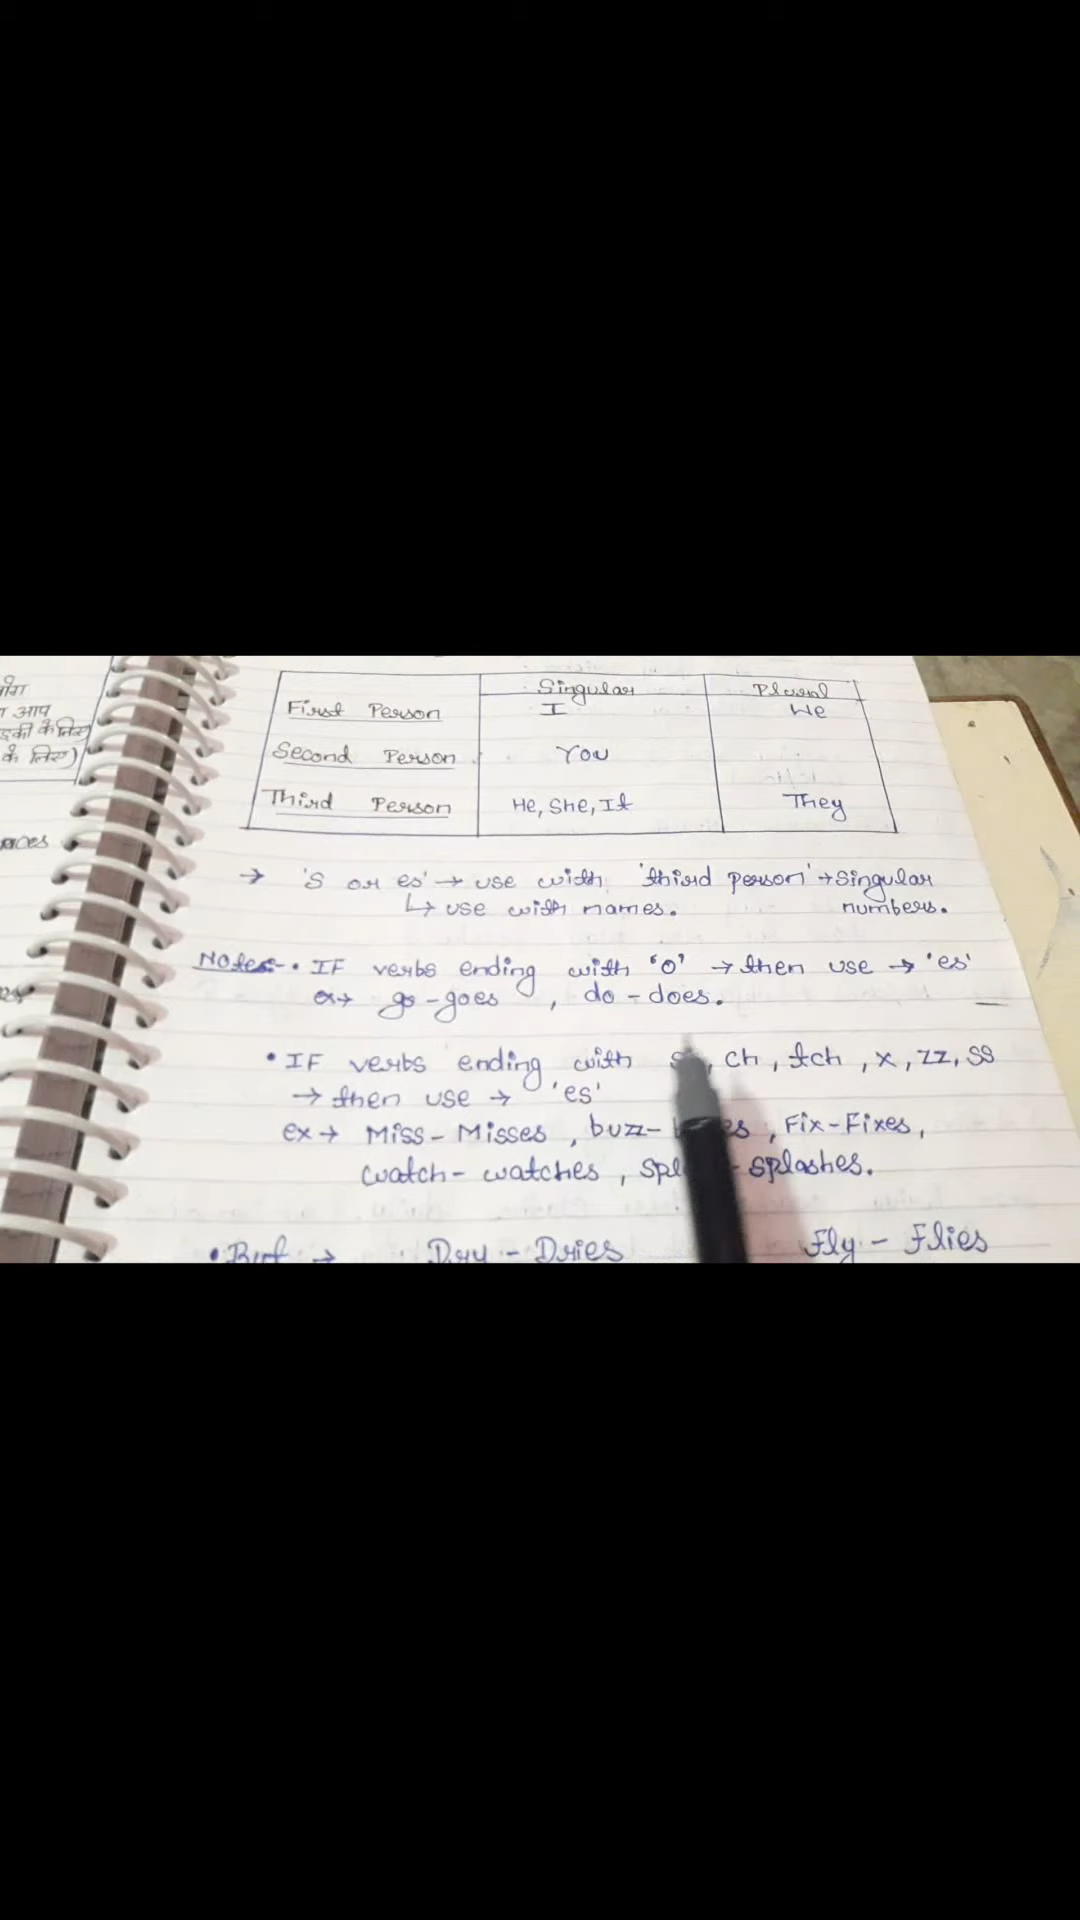 आप
के लिए)
Singular Plural
First Person I We
Second Person You
Third Person He, She, It They
→ 'S or es' → use with 'third person' → Singular
↳ use with names. numbers.
Notes:- • IF verbs ending with 'O' → then use → 'es'
ex→ go - goes , do - does.
• IF verbs ending with , ch , tch , x , zz , ss
→ then use → 'es'
ex → Miss - Misses , buzz- , Fix - Fixes ,
watch - watches , - splashes.
• But → Dry - Dries Fly - Flies